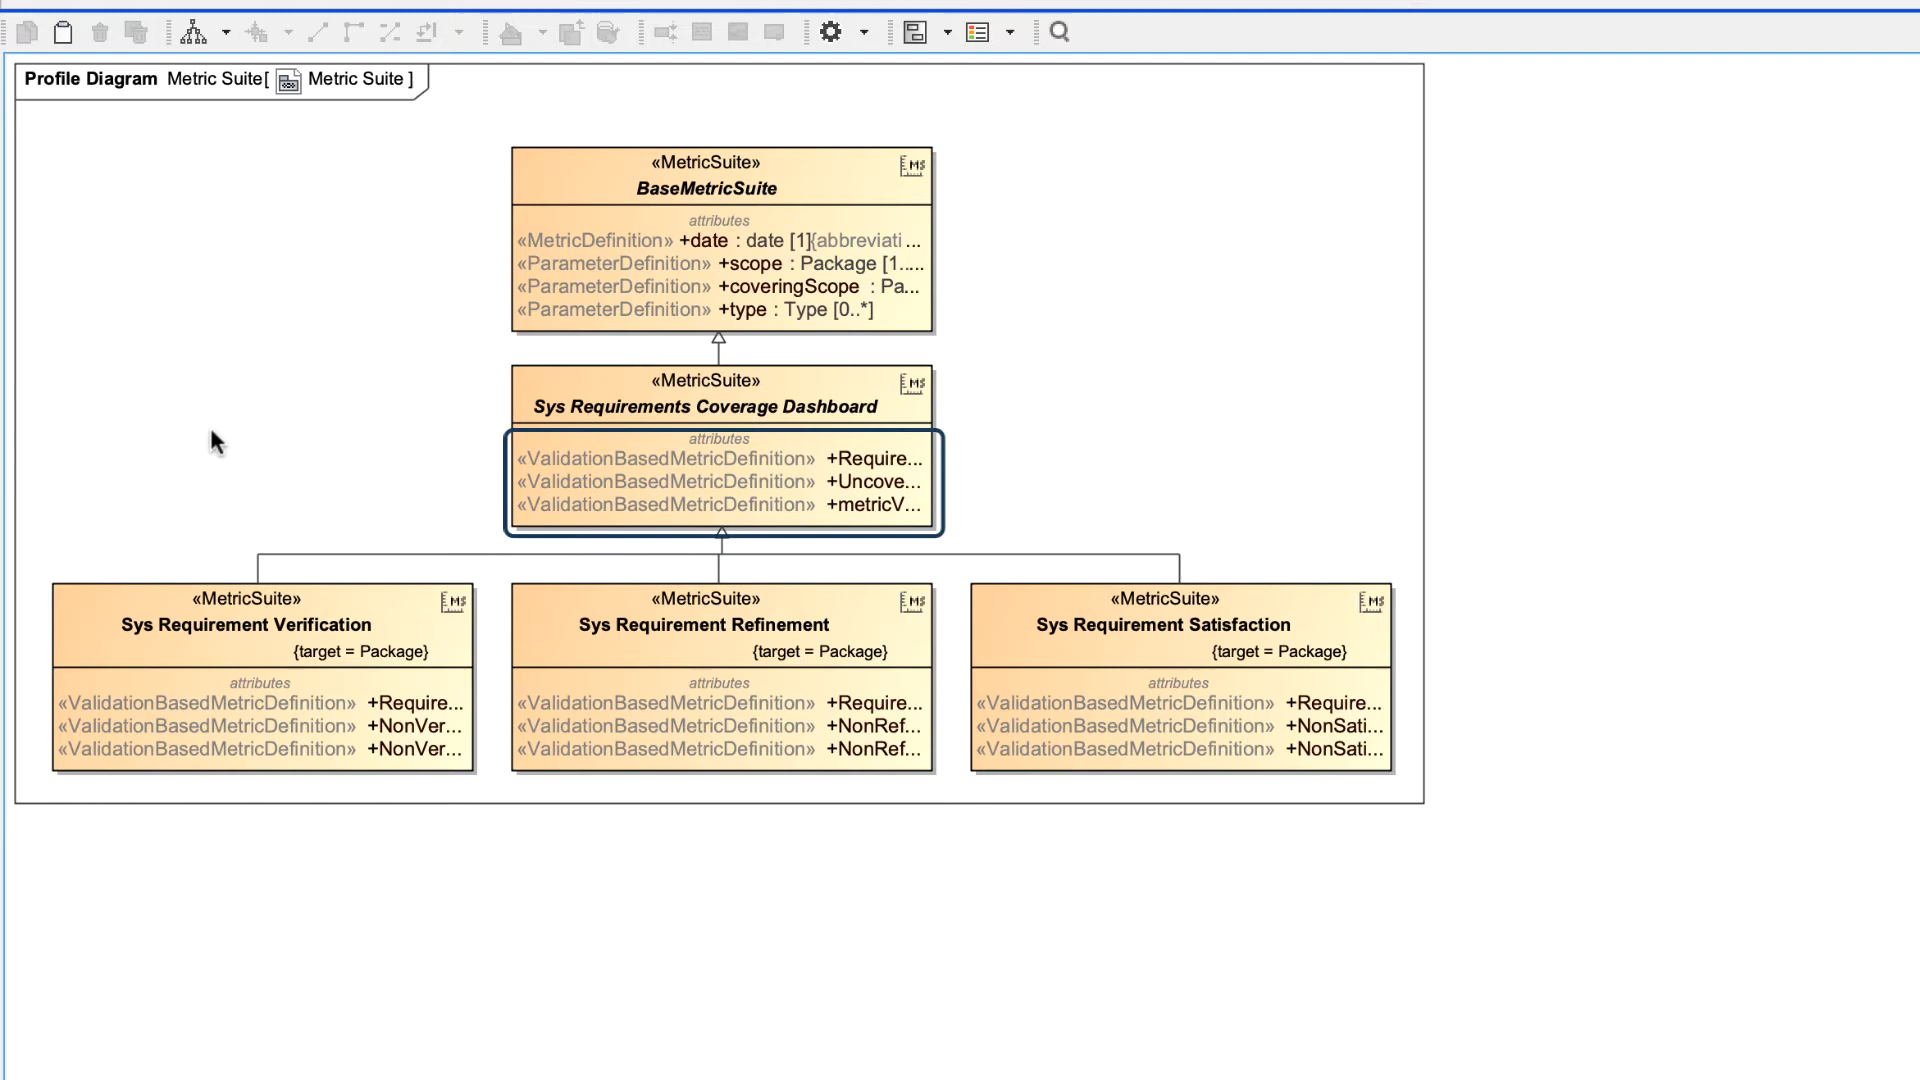 Profile Diagram Metric Suite[ Metric Suite ]
«MetricSuite»
BaseMetricSuite
attributes
«MetricDefinition» +date : date [1]{abbreviati ...
«ParameterDefinition» +scope : Package [1.....
«ParameterDefinition» +coveringScope : Pa...
«ParameterDefinition» +type : Type [0..*]
«MetricSuite»
Sys Requirements Coverage Dashboard
attributes
«ValidationBasedMetricDefinition» +Require...
«ValidationBasedMetricDefinition» +Uncove...
«ValidationBasedMetricDefinition» +metricV...
«MetricSuite»
Sys Requirement Verification
{target = Package}
attributes
«ValidationBasedMetricDefinition» +Require...
«ValidationBasedMetricDefinition» +NonVer...
«ValidationBasedMetricDefinition» +NonVer...
«MetricSuite»
Sys Requirement Refinement
{target = Package}
attributes
«ValidationBasedMetricDefinition» +Require...
«ValidationBasedMetricDefinition» +NonRef...
«ValidationBasedMetricDefinition» +NonRef...
«MetricSuite»
Sys Requirement Satisfaction
{target = Package}
attributes
«ValidationBasedMetricDefinition» +Require...
«ValidationBasedMetricDefinition» +NonSati...
«ValidationBasedMetricDefinition» +NonSati...